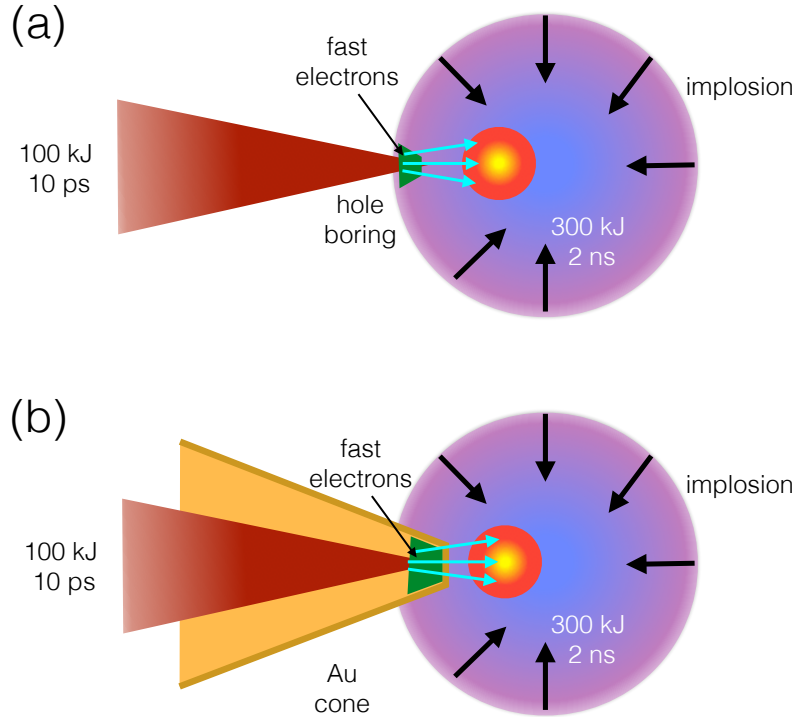 (a)
fast
electrons
implosion
100 kJ
10 ps
hole
boring
300 kJ
2 ns
(b)
fast
electrons
implosion
100 kJ
10 ps
300 kJ
2 ns
Au
cone